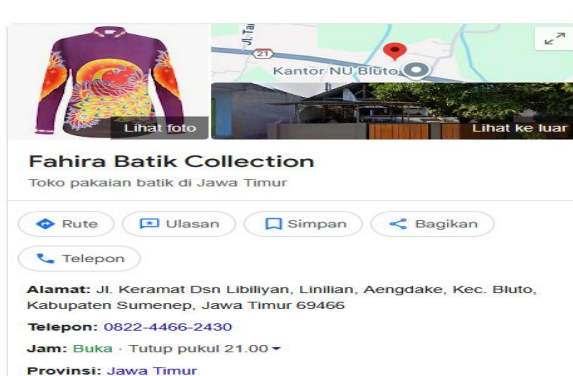 Jl. Ta
21
Kantor NU Bluto
Lihat foto
Lihat ke luar
Fahira Batik Collection
Toko pakaian batik di Jawa Timur
Rute
Ulasan
Simpan
Bagikan
Telepon
Alamat: Jl. Keramat Dsn Libiliyan, Linilian, Aengdake, Kec. Bluto,
Kabupaten Sumenep, Jawa Timur 69466
Telepon: 0822-4466-2430
Jam: Buka · Tutup pukul 21.00
Provinsi: Jawa Timur